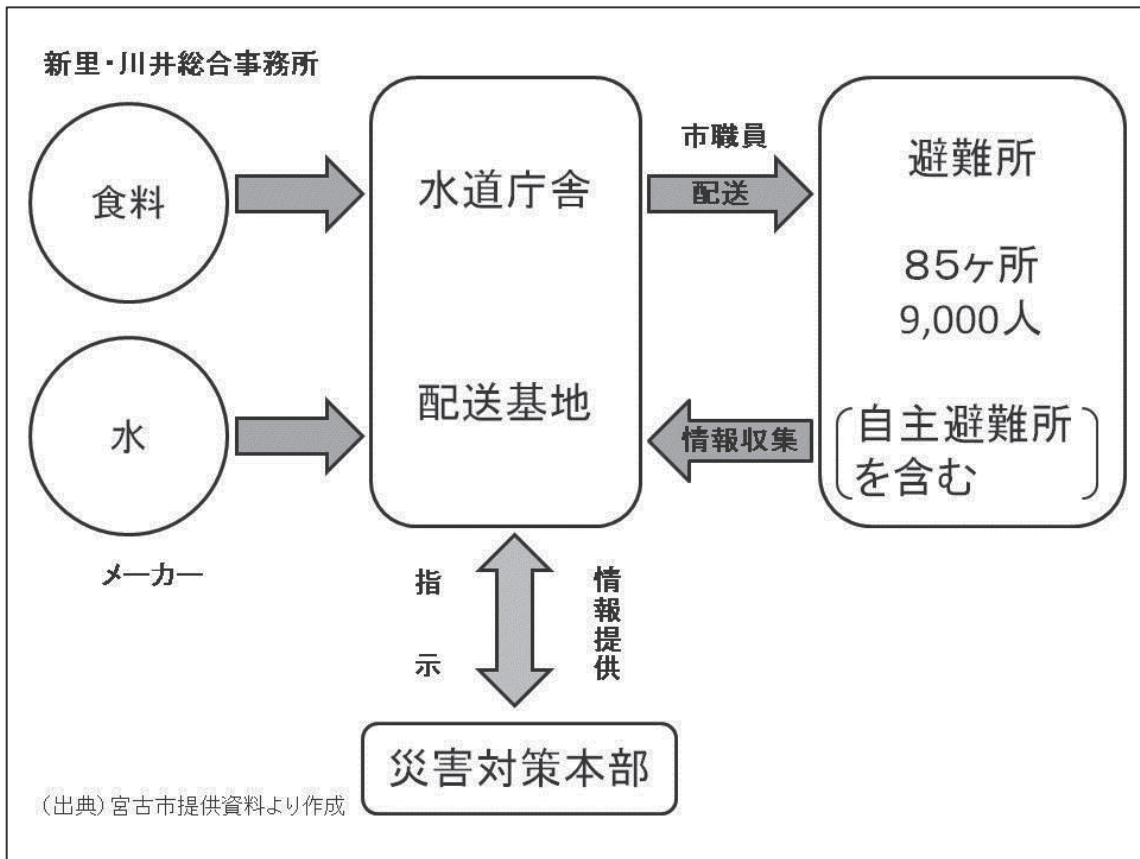 新里・川井総合事務所
食料
水
メーカー
水道庁舎
配送基地
市職員
配送
情報収集
避難所
８５ヶ所
9,000人
自主避難所
を含む
指示
情報提供
災害対策本部
（出典）宮古市提供資料より作成